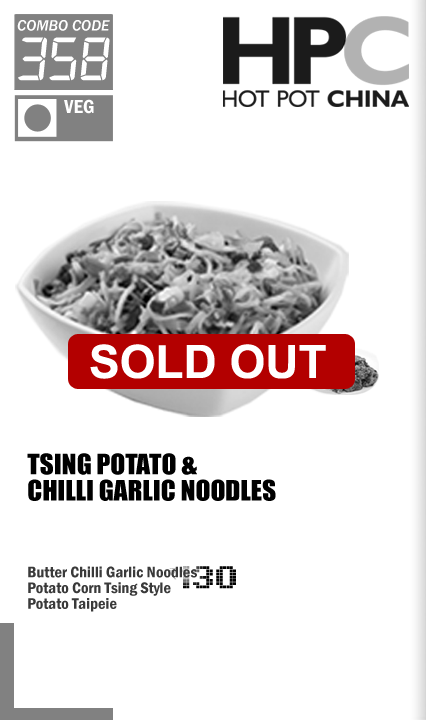 COMBO CODE
358
VEG
HPC
HOT POT CHINA
SOLD OUT
TSING POTATO &
CHILLI GARLIC NOODLES
Butter Chilli Garlic Noodles
130
Potato Corn Tsing Style
Potato Taipeie